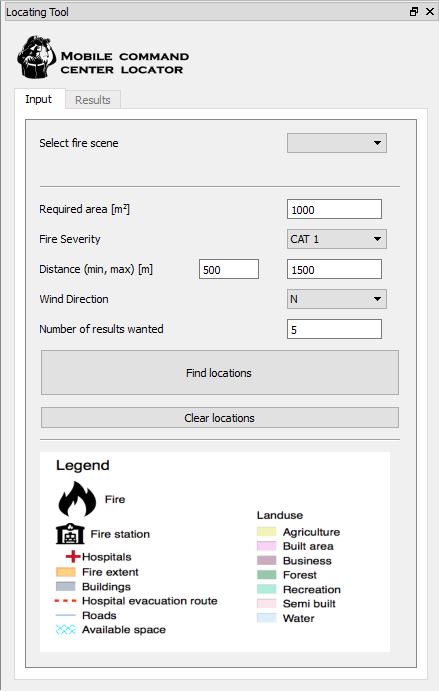 Locating Tool
MOBILE COMMAND
CENTER LOCATOR
Input Results
Select fire scene
Required area [m²] 1000
Fire Severity CAT 1
Distance (min, max) [m] 500 1500
Wind Direction N
Number of results wanted 5
Find locations
Clear locations
Legend
Fire
Fire station
Hospitals
Fire extent
Buildings
Hospital evacuation route
Roads
Available space
Landuse
Agriculture
Built area
Business
Forest
Recreation
Semi built
Water